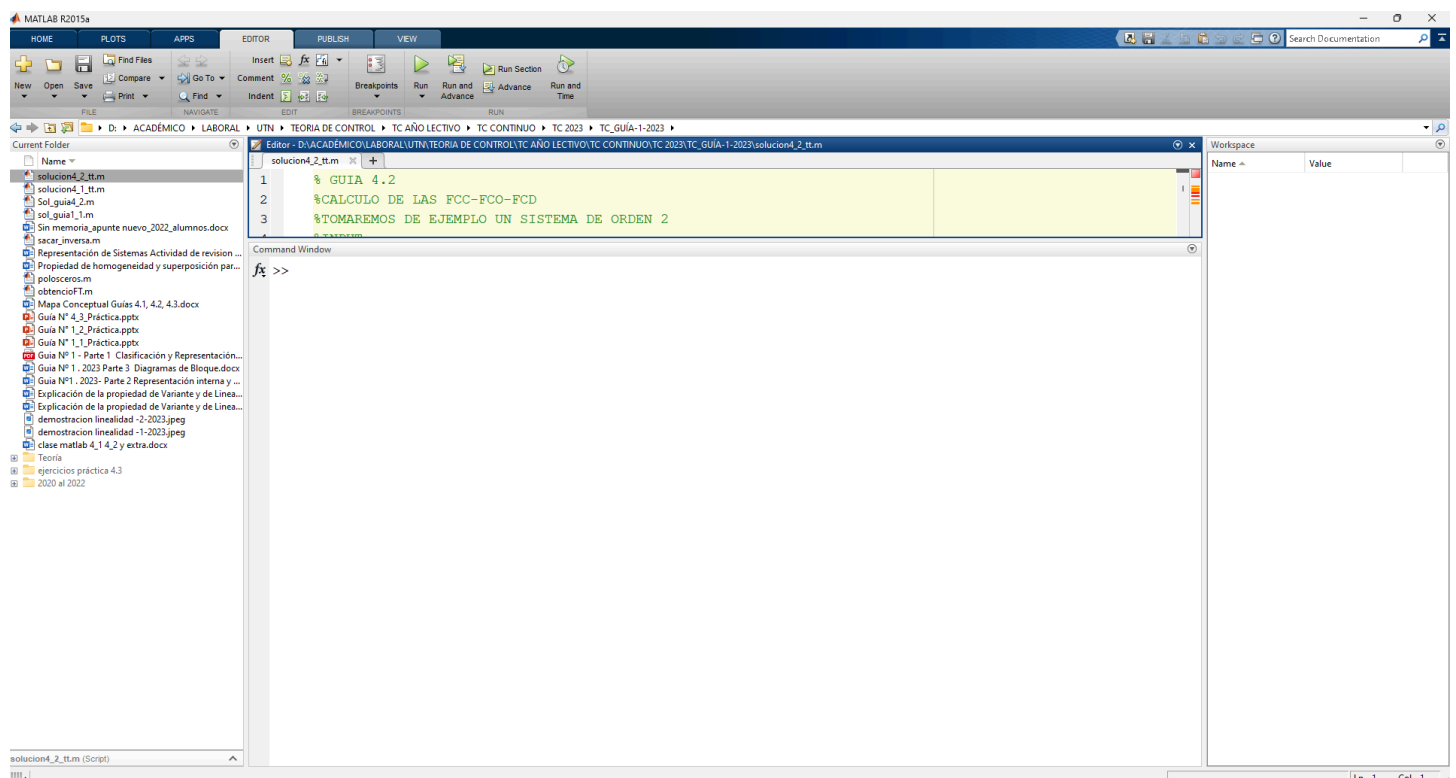 MATLAB R2015a
HOME PLOTS APPS EDITOR PUBLISH VIEW Search Documentation
New Open Save Find Files Compare Print Go To Find Insert Comment Indent fx Breakpoints Run Run and Advance Run Section Advance Run and Time
FILE NAVIGATE EDIT BREAKPOINTS RUN
D: ACADÉMICO LABORAL UTN TEORIA DE CONTROL TC AÑO LECTIVO TC CONTINUO TC 2023 TC_GUÍA-1-2023
Current Folder
Name
solucion4_2_tt.m
solucion4_1_tt.m
Sol_guia4_2.m
sol_guia1_1.m
Sin memoria_apunte nuevo_2022_alumnos.docx
sacar_inversa.m
Representación de Sistemas Actividad de revision ...
Propiedad de homogeneidad y superposición par...
polosceros.m
obtencioFT.m
Mapa Conceptual Guías 4.1, 4.2, 4.3.docx
Guía N° 4_3_Práctica.pptx
Guía N° 1_2_Práctica.pptx
Guía N° 1_1_Práctica.pptx
Guia Nº 1 - Parte 1 Clasificación y Representación...
Guia Nº 1 . 2023 Parte 3 Diagramas de Bloque.docx
Guia Nº1 . 2023- Parte 2 Representación interna y ...
Explicación de la propiedad de Variante y de Linea...
Explicación de la propiedad de Variante y de Linea...
demostracion linealidad -2-2023.jpeg
demostracion linealidad -1-2023.jpeg
clase matlab 4_1 4_2 y extra.docx
Teoría
ejercicios práctica 4.3
2020 al 2022
solucion4_2_tt.m (Script)
Editor - D:\ACADÉMICO\LABORAL\UTN\TEORIA DE CONTROL\TC AÑO LECTIVO\TC CONTINUO\TC 2023\TC_GUÍA-1-2023\solucion4_2_tt.m
solucion4_2_tt.m
1 % GUIA 4.2
2 %CALCULO DE LAS FCC-FCO-FCD
3 %TOMAREMOS DE EJEMPLO UN SISTEMA DE ORDEN 2
Command Window
fx >>
Workspace
Name Value
Ln 1 Col 1